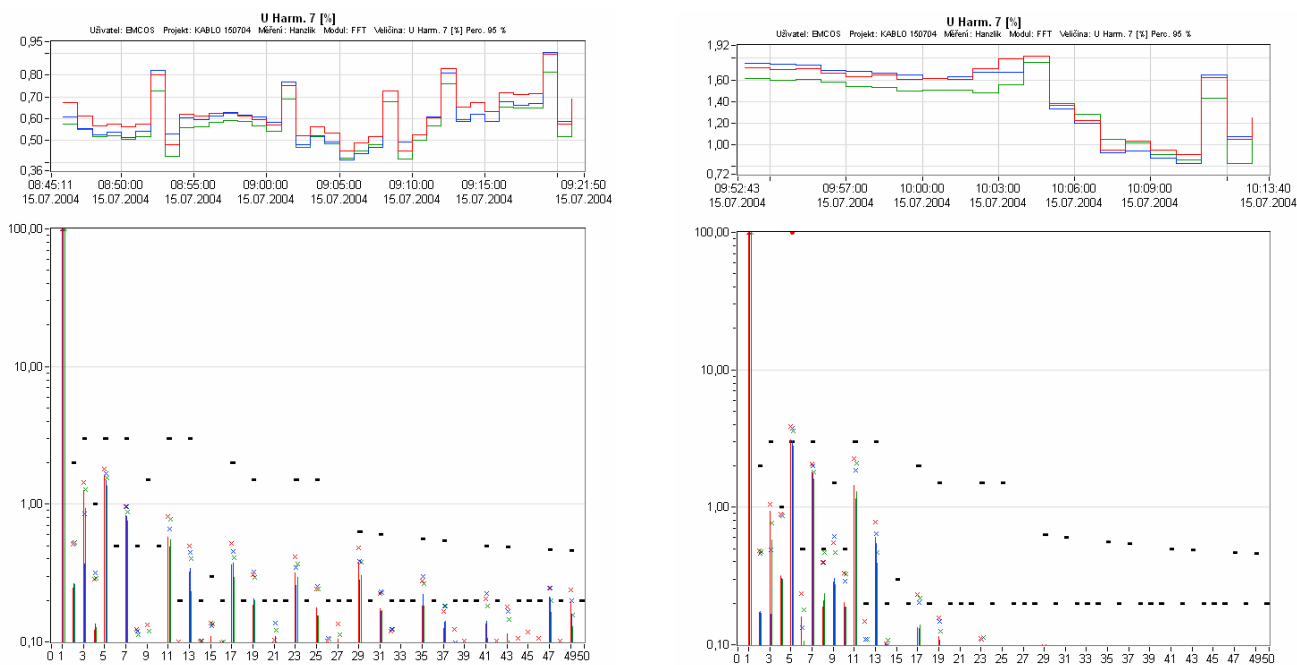 U Harm. 7 [%]
Uživatel: EMCOS Projekt: KABLO 150704 Měření: Hanzlik Modul: FFT Veličina: U Harm. 7 [%] Perc. 95 %
0,95
0,80
0,70
0,60
0,50
0,36
08:45:11 08:50:00 08:55:00 09:00:00 09:05:00 09:10:00 09:15:00 09:21:50
15.07.2004 15.07.2004 15.07.2004 15.07.2004 15.07.2004 15.07.2004 15.07.2004 15.07.2004
100,00
10,00
1,00
0,10
0 1 3 5 7 9 11 13 15 17 19 21 23 25 27 29 31 33 35 37 39 41 43 45 47 49 50
U Harm. 7 [%]
Uživatel: EMCOS Projekt: KABLO 150704 Měření: Hanzlik Modul: FFT Veličina: U Harm. 7 [%] Perc. 95 %
1,92
1,60
1,40
1,20
1,00
0,72
09:52:43 09:57:00 10:00:00 10:03:00 10:06:00 10:09:00 10:13:40
15.07.2004 15.07.2004 15.07.2004 15.07.2004 15.07.2004 15.07.2004 15.07.2004
100,00
10,00
1,00
0,10
0 1 3 5 7 9 11 13 15 17 19 21 23 25 27 29 31 33 35 37 39 41 43 45 47 49 50